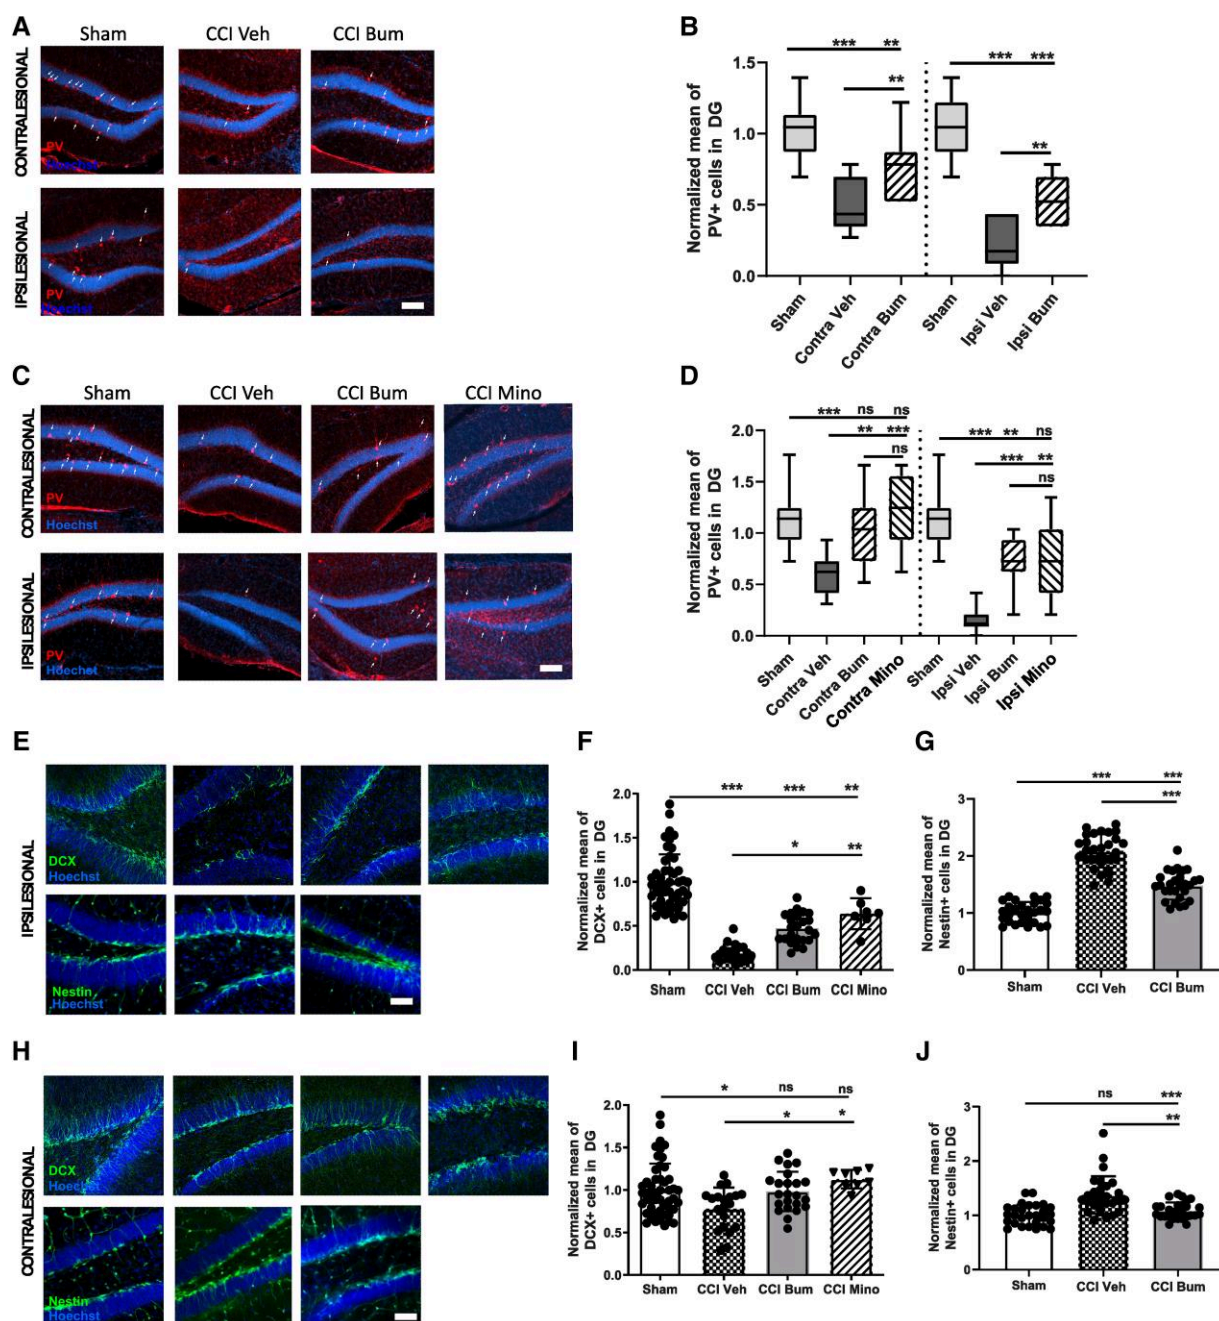 A
Sham
CCI Veh
CCI Bum
CONTRALESIONAL
PV
Hoechst
IPSILESIONAL
PV
Hoechst
B
*** **
**
*** ***
**
Normalized mean of
PV+ cells in DG
1.5
1.0
0.5
0.0
Sham
Contra Veh
Contra Bum
Sham
Ipsi Veh
Ipsi Bum
C
Sham
CCI Veh
CCI Bum
CCI Mino
CONTRALESIONAL
PV
Hoechst
IPSILESIONAL
PV
Hoechst
D
*** ns ns
** ***
ns
*** ** ns
*** **
ns
Normalized mean of
PV+ cells in DG
2.0
1.5
1.0
0.5
0.0
Sham
Contra Veh
Contra Bum
Contra Mino
Sham
Ipsi Veh
Ipsi Bum
Ipsi Mino
E
IPSILESIONAL
DCX
Hoechst
Nestin
Hoechst
F
*** *** **
* **
Normalized mean of
DCX+ cells in DG
2.0
1.5
1.0
0.5
0.0
Sham
CCI Veh
CCI Bum
CCI Mino
G
*** ***
***
Normalized mean of
Nestin+ cells in DG
3
2
1
0
Sham
CCI Veh
CCI Bum
H
CONTRALESIONAL
DCX
Hoechst
Nestin
Hoechst
I
* ns ns
* *
Normalized mean of
DCX+ cells in DG
2.0
1.5
1.0
0.5
0.0
Sham
CCI Veh
CCI Bum
CCI Mino
J
ns ***
**
Normalized mean of
Nestin+ cells in DG
3
2
1
0
Sham
CCI Veh
CCI Bum